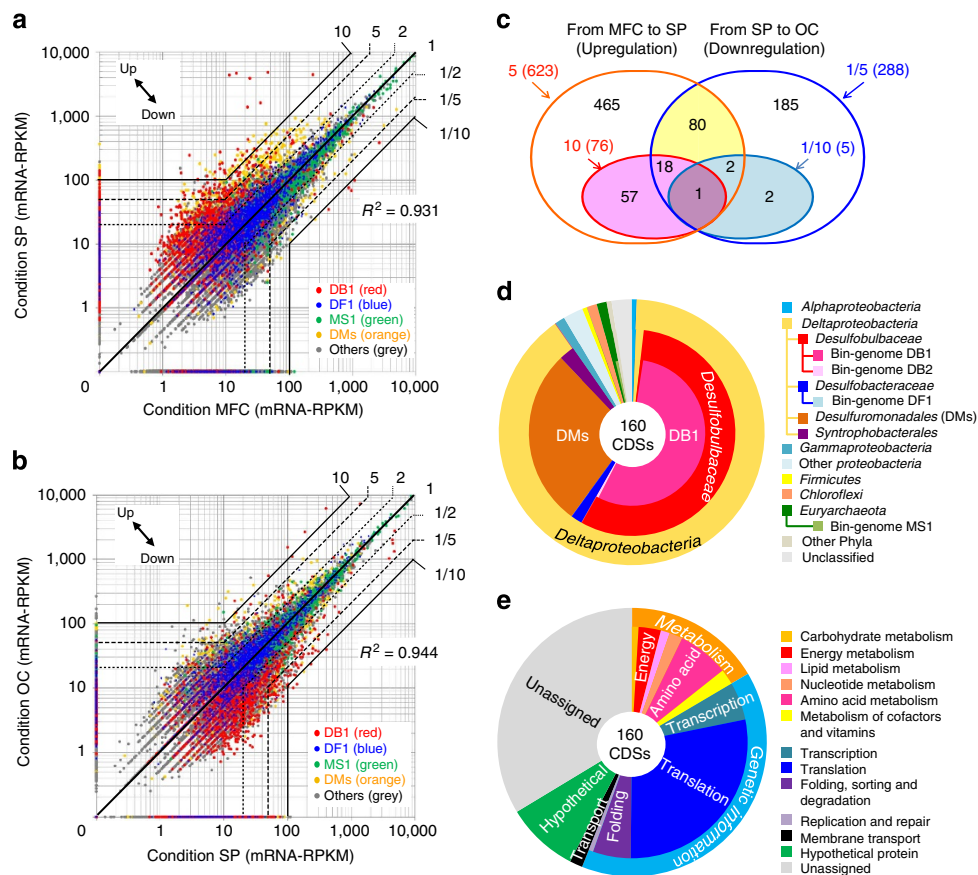 a
10,000
1,000
100
10
1
0
0
1
10
100
1,000
10,000
Condition SP (mRNA-RPKM)
Condition MFC (mRNA-RPKM)
Up
Down
10
5
2
1
1/2
1/5
1/10
R² = 0.931
DB1 (red)
DF1 (blue)
MS1 (green)
DMs (orange)
Others (grey)
b
10,000
1,000
100
10
1
0
0
1
10
100
1,000
10,000
Condition OC (mRNA-RPKM)
Condition SP (mRNA-RPKM)
Up
Down
10
5
2
1
1/2
1/5
1/10
R² = 0.944
DB1 (red)
DF1 (blue)
MS1 (green)
DMs (orange)
Others (grey)
c
From MFC to SP
(Upregulation)
From SP to OC
(Downregulation)
5 (623)
1/5 (288)
465
80
185
10 (76)
1/10 (5)
18
2
57
1
2
d
160
CDSs
DB1
DMs
Desulfobulbaceae
Deltaproteobacteria
Alphaproteobacteria
Deltaproteobacteria
Desulfobulbaceae
Bin-genome DB1
Bin-genome DB2
Desulfobacteraceae
Bin-genome DF1
Desulfuromonadales (DMs)
Syntrophobacterales
Gammaproteobacteria
Other proteobacteria
Firmicutes
Chloroflexi
Euryarchaeota
Bin-genome MS1
Other Phyla
Unclassified
e
160
CDSs
Metabolism
Energy
Amino acid
Transcription
Translation
Genetic information
Folding
Transport
Hypothetical
Unassigned
Carbohydrate metabolism
Energy metabolism
Lipid metabolism
Nucleotide metabolism
Amino acid metabolism
Metabolism of cofactors
and vitamins
Transcription
Translation
Folding, sorting and
degradation
Replication and repair
Membrane transport
Hypothetical protein
Unassigned